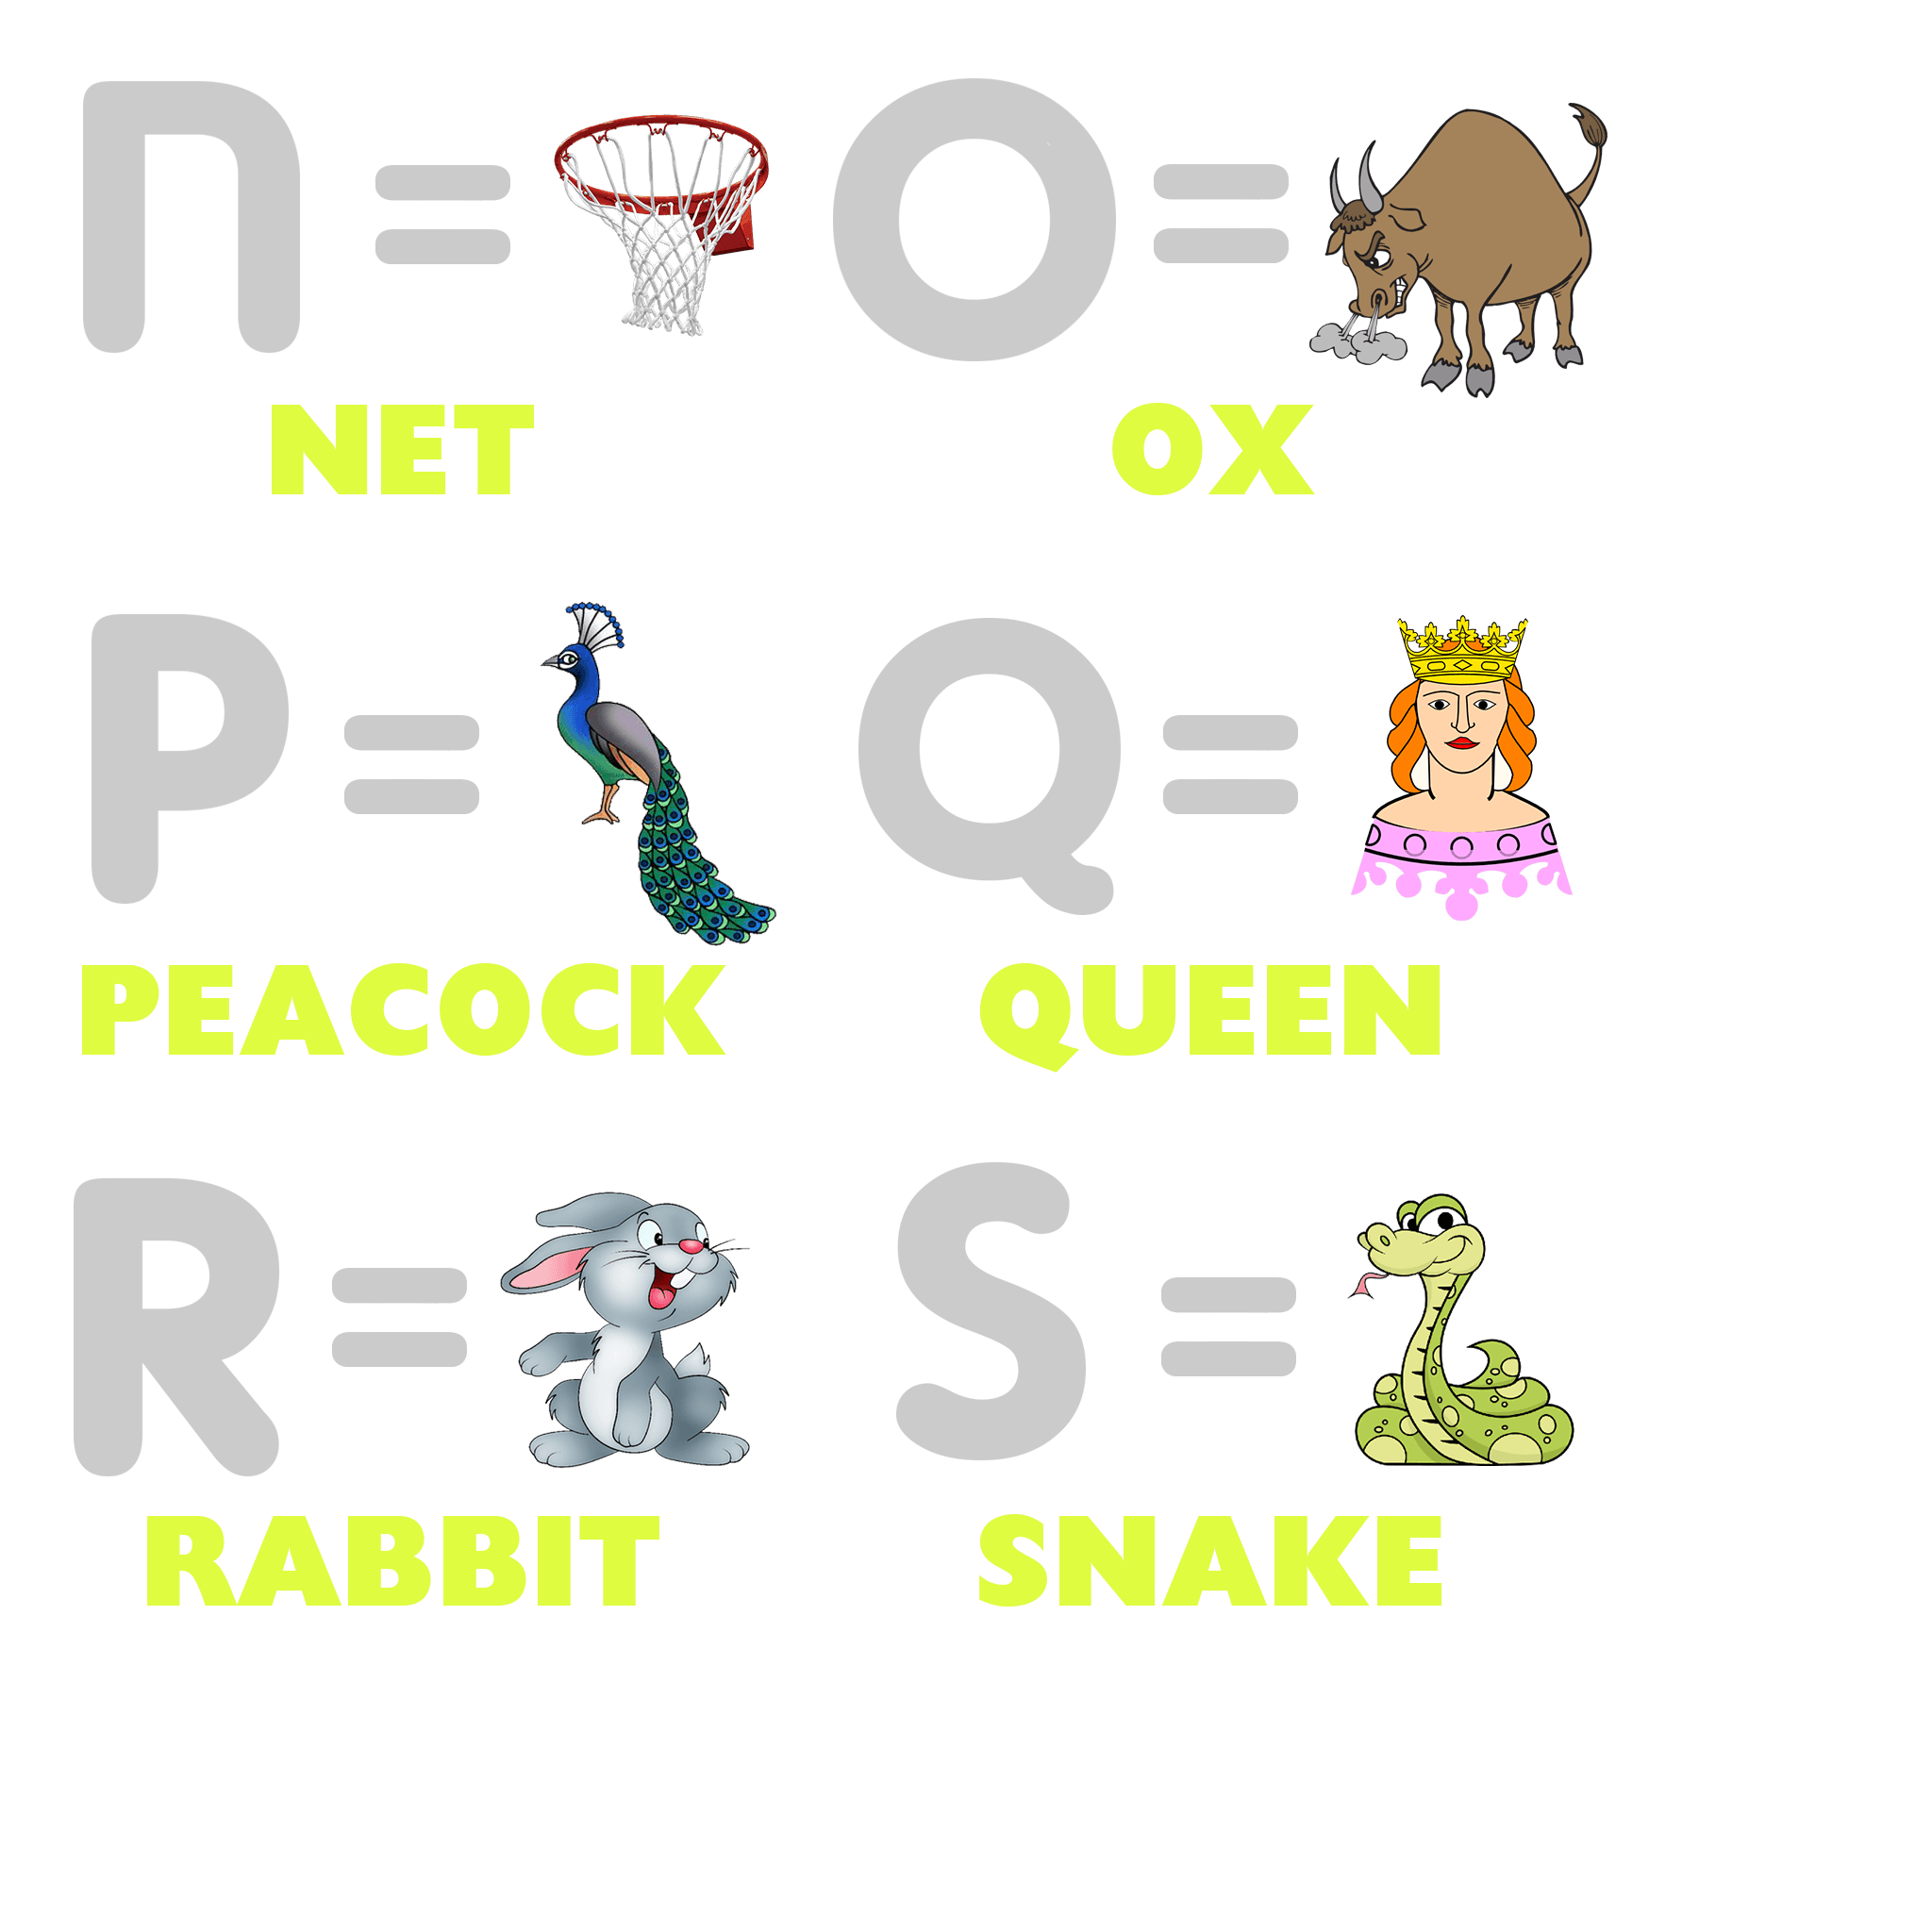 n = O =
NET OX
P = Q =
PEACOCK QUEEN
R = S =
RABBIT SNAKE